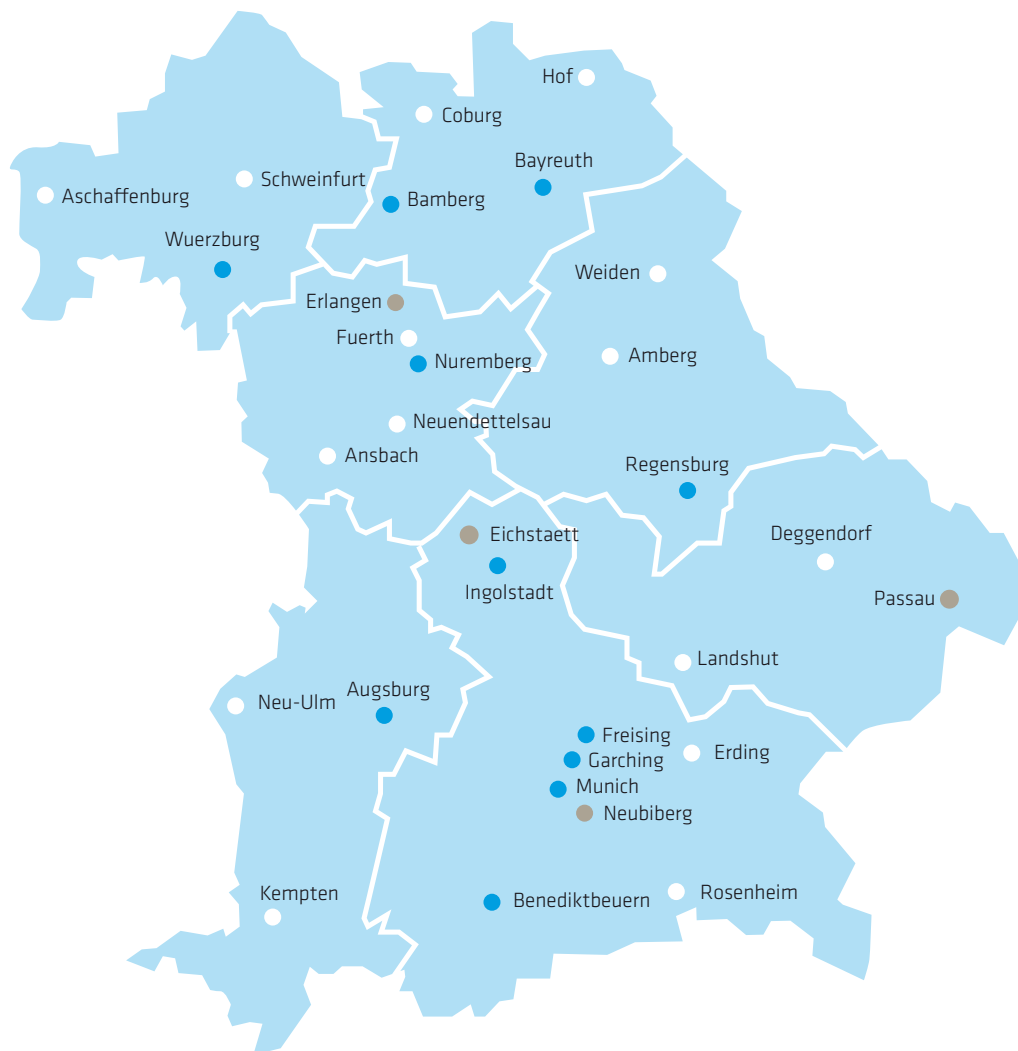 Hof
Coburg
Bayreuth
Schweinfurt
Aschaffenburg
Bamberg
Wuerzburg
Weiden
Erlangen
Fuerth
Nuremberg
Amberg
Neuendettelsau
Ansbach
Regensburg
Eichstaett
Deggendorf
Ingolstadt
Passau
Landshut
Augsburg
Neu-Ulm
Freising
Erding
Garching
Munich
Neubiberg
Kempten
Benediktbeuern
Rosenheim